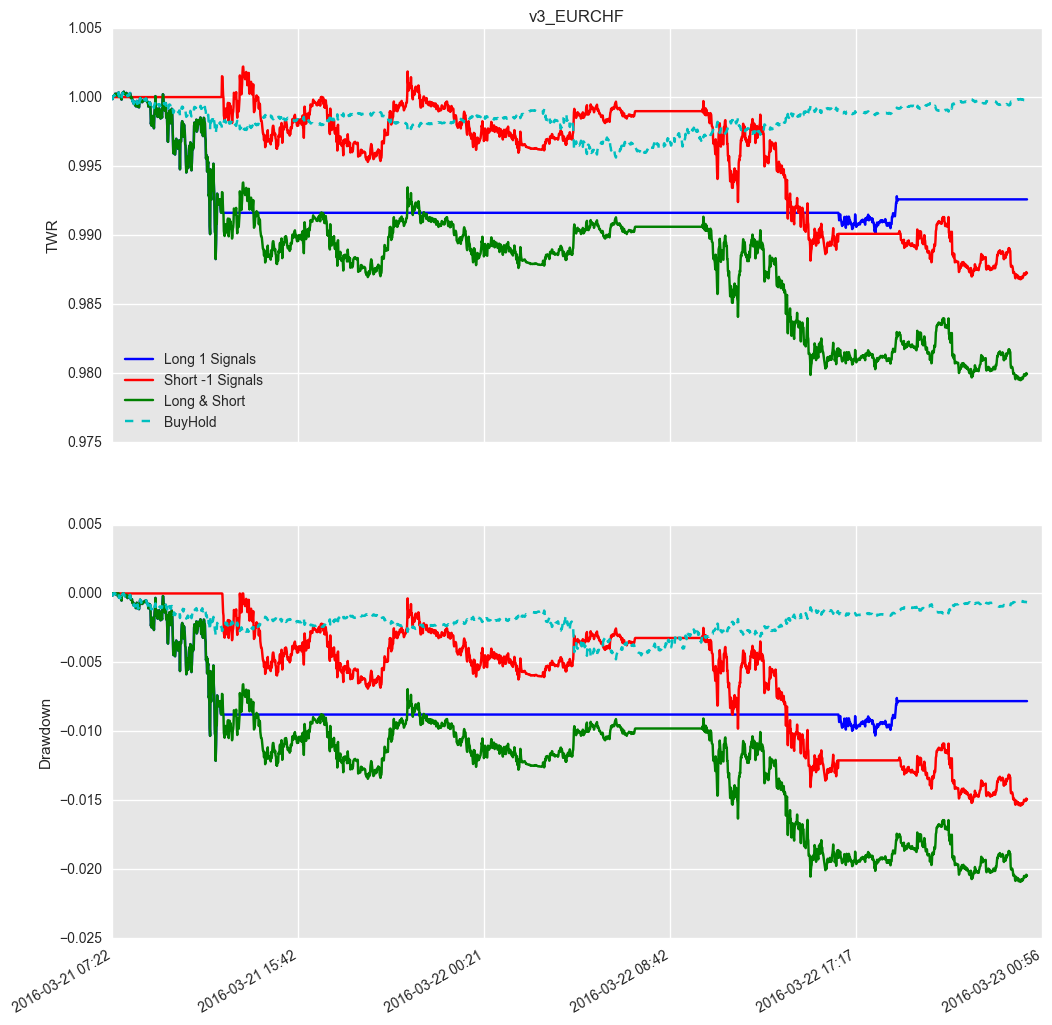 v3_EURCHF
1.005
1.000
0.995
0.990
0.985
0.980
0.975
TWR
Long 1 Signals
Short -1 Signals
Long & Short
BuyHold
0.005
0.000
−0.005
−0.010
−0.015
−0.020
−0.025
Drawdown
2016-03-21 07:22
2016-03-21 15:42
2016-03-22 00:21
2016-03-22 08:42
2016-03-22 17:17
2016-03-23 00:56